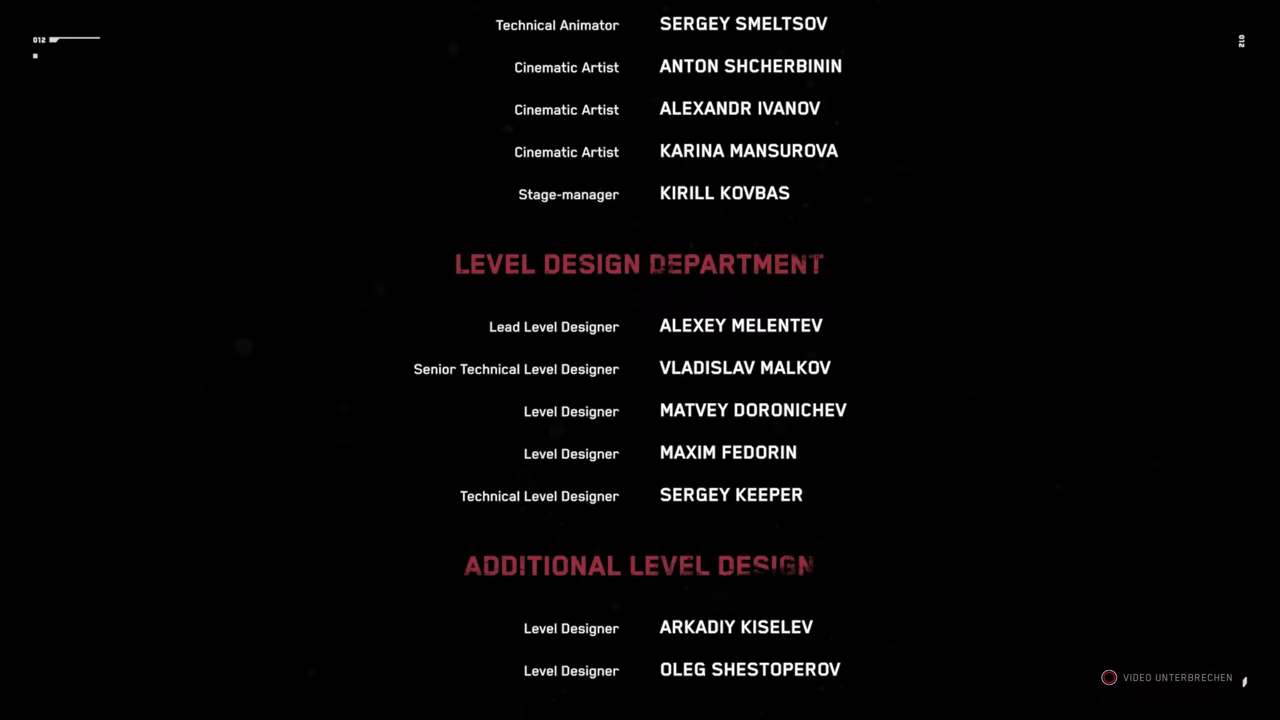 Technical Animator SERGEY SMELTSOV
012
012
Cinematic Artist ANTON SHCHERBININ
Cinematic Artist ALEXANDR IVANOV
Cinematic Artist KARINA MANSUROVA
Stage-manager KIRILL KOVBAS
LEVEL DESIGN DEPARTMENT
Lead Level Designer ALEXEY MELENTEV
Senior Technical Level Designer VLADISLAV MALKOV
Level Designer MATVEY DORONICHEV
Level Designer MAXIM FEDORIN
Technical Level Designer SERGEY KEEPER
ADDITIONAL LEVEL DESIGN
Level Designer ARKADIY KISELEV
Level Designer OLEG SHESTOPEROV
VIDEO UNTERBRECHEN